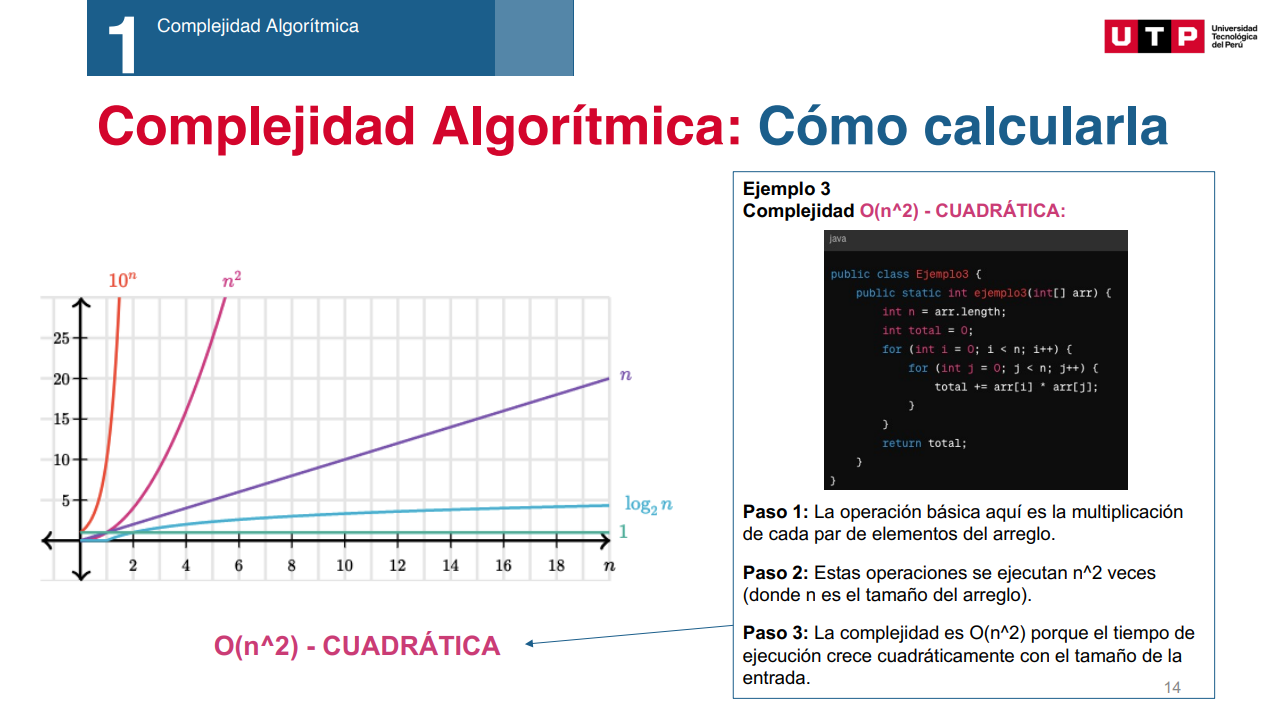 1
Complejidad Algorítmica
UTP
Universidad
Tecnológica
del Perú
Complejidad Algorítmica: Cómo calcularla
10ⁿ
n²
25
20
15
10
5
n
log₂ n
1
2
4
6
8
10
12
14
16
18
n
O(n^2) - CUADRÁTICA
Ejemplo 3
Complejidad O(n^2) - CUADRÁTICA:
java
public class Ejemplo3 {
public static int ejemplo3(int[] arr) {
int n = arr.length;
int total = 0;
for (int i = 0; i < n; i++) {
for (int j = 0; j < n; j++) {
total += arr[i] * arr[j];
}
}
return total;
}
}
Paso 1: La operación básica aquí es la multiplicación
de cada par de elementos del arreglo.
Paso 2: Estas operaciones se ejecutan n^2 veces
(donde n es el tamaño del arreglo).
Paso 3: La complejidad es O(n^2) porque el tiempo de
ejecución crece cuadráticamente con el tamaño de la
entrada.
14